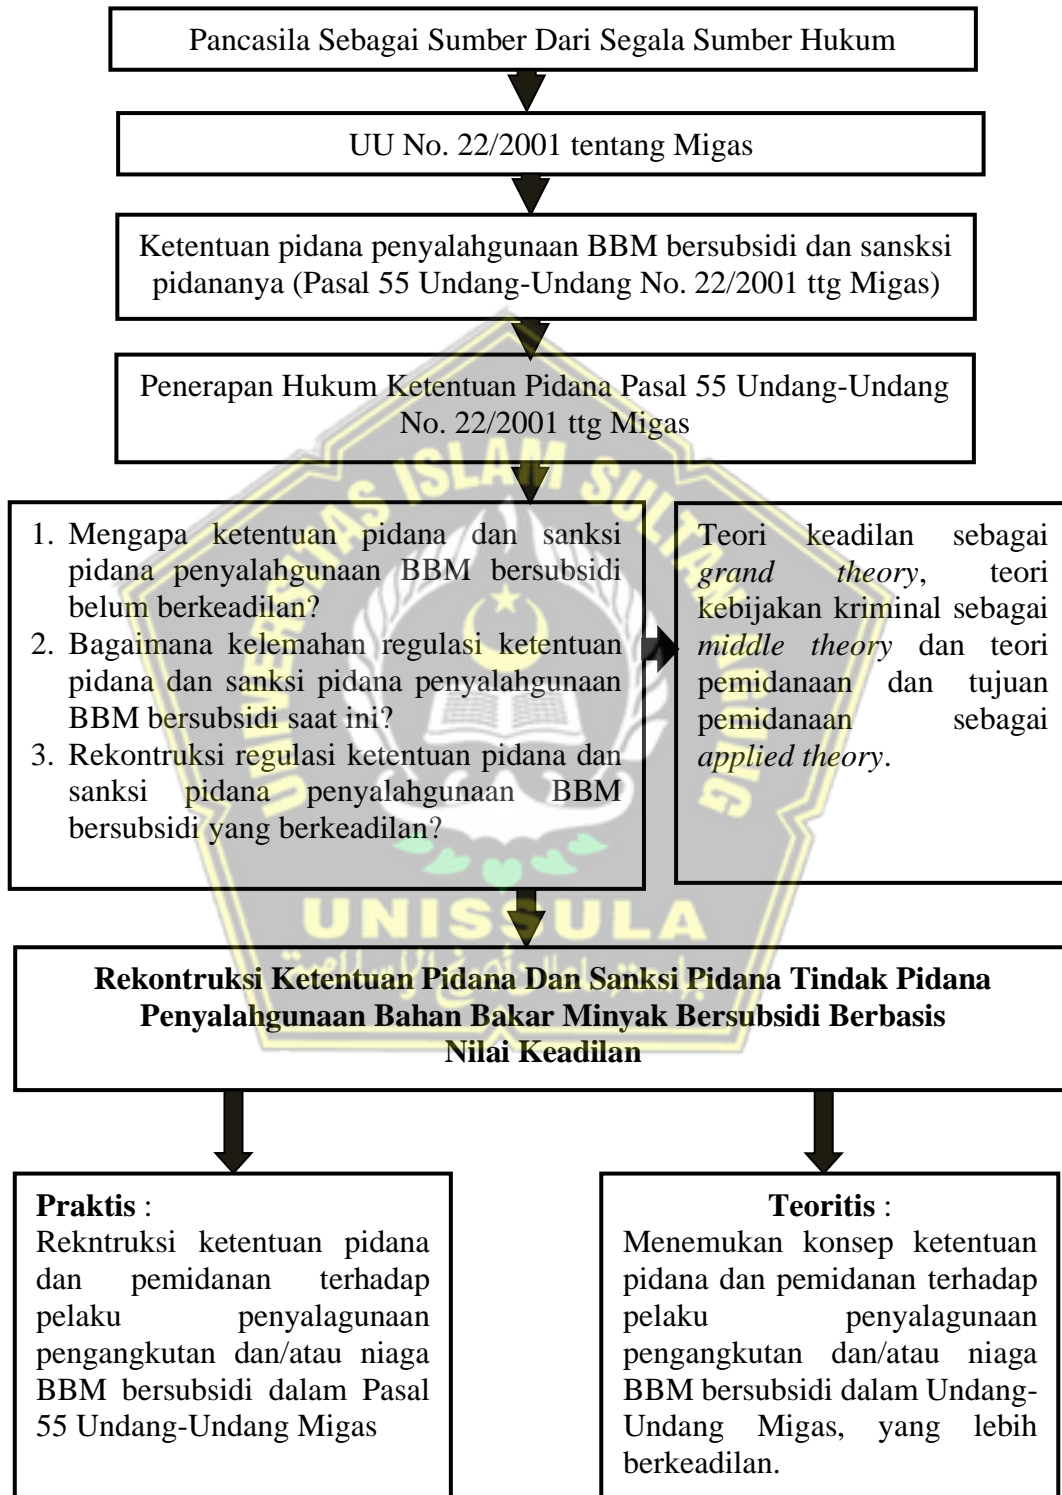 Pancasila Sebagai Sumber Dari Segala Sumber Hukum
UU No. 22/2001 tentang Migas
Ketentuan pidana penyalahgunaan BBM bersubsidi dan sansksi
pidananya (Pasal 55 Undang-Undang No. 22/2001 ttg Migas)
Penerapan Hukum Ketentuan Pidana Pasal 55 Undang-Undang
No. 22/2001 ttg Migas
UNIVERSITAS ISLAM SULTAN AGUNG
1. Mengapa ketentuan pidana dan sanksi
pidana penyalahgunaan BBM bersubsidi
belum berkeadilan?
2. Bagaimana kelemahan regulasi ketentuan
pidana dan sanksi pidana penyalahgunaan
BBM bersubsidi saat ini?
3. Rekontruksi regulasi ketentuan pidana dan
sanksi pidana penyalahgunaan BBM
bersubsidi yang berkeadilan?
Teori keadilan sebagai
grand theory, teori
kebijakan kriminal sebagai
middle theory dan teori
pemidanaan dan tujuan
pemidanaan sebagai
applied theory.
UNISSULA
Rekontruksi Ketentuan Pidana Dan Sanksi Pidana Tindak Pidana
Penyalahgunaan Bahan Bakar Minyak Bersubsidi Berbasis
Nilai Keadilan
Praktis :
Rekntruksi ketentuan pidana
dan pemidanan terhadap
pelaku penyalagunaan
pengangkutan dan/atau niaga
BBM bersubsidi dalam Pasal
55 Undang-Undang Migas
Teoritis :
Menemukan konsep ketentuan
pidana dan pemidanan terhadap
pelaku penyalagunaan
pengangkutan dan/atau niaga
BBM bersubsidi dalam Undang-
Undang Migas, yang lebih
berkeadilan.